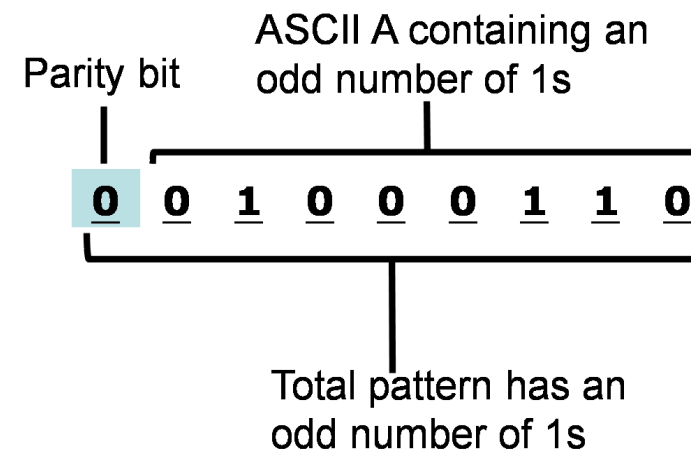 ASCII A containing an
odd number of 1s
Parity bit
0 0 1 0 0 0 1 1 0
Total pattern has an
odd number of 1s